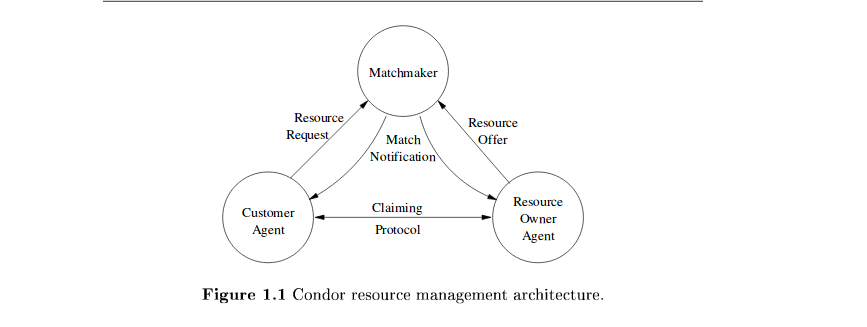 Matchmaker
Resource
Request
Resource
Offer
Match
Notification
Customer
Agent
Claiming
Protocol
Resource
Owner
Agent
Figure 1.1 Condor resource management architecture.